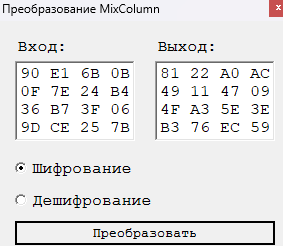 Преобразование MixColumn x
Вход: Выход:
90 E1 6B 0B 81 22 A0 AC
0F 7E 24 B4 49 11 47 09
36 B7 3F 06 4F A3 5E 3E
9D CE 25 7B B3 76 EC 59
Шифрование
Дешифрование
Преобразовать